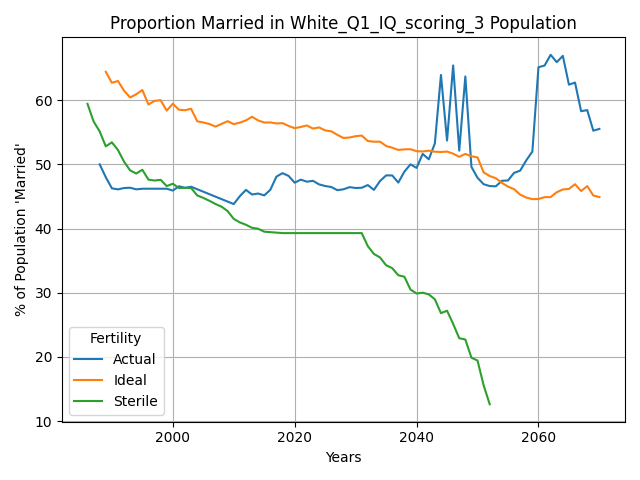 Proportion Married in White_Q1_IQ_scoring_3 Population
% of Population 'Married'
60
50
40
30
20
10
Fertility
Actual
Ideal
Sterile
2000
2020
2040
2060
Years